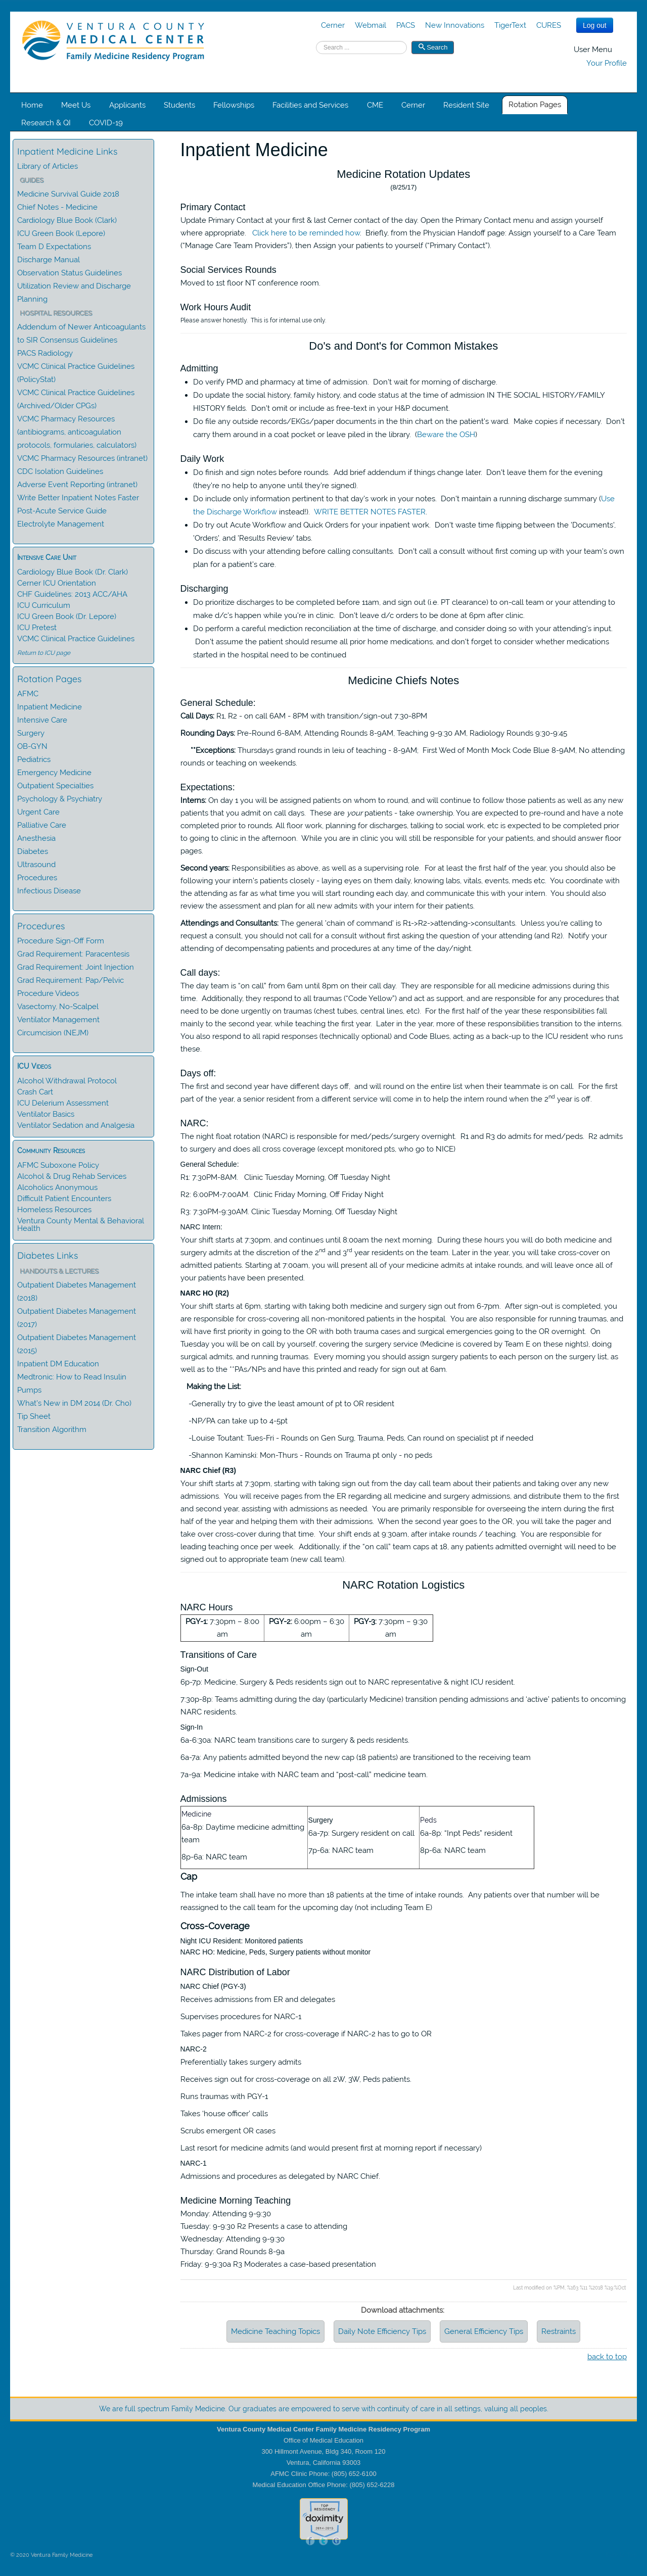 VENTURA COUNTY
MEDICAL CENTER
Family Medicine Residency Program
Cerner Webmail PACS New Innovations TigerText CURES Log out
Search ... Search
User Menu
Your Profile
Home Meet Us Applicants Students Fellowships Facilities and Services CME Cerner Resident Site Rotation Pages
Research & QI COVID-19
Inpatient Medicine Links
Library of Articles
GUIDES
Medicine Survival Guide 2018
Chief Notes - Medicine
Cardiology Blue Book (Clark)
ICU Green Book (Lepore)
Team D Expectations
Discharge Manual
Observation Status Guidelines
Utilization Review and Discharge
Planning
HOSPITAL RESOURCES
Addendum of Newer Anticoagulants
to SIR Consensus Guidelines
PACS Radiology
VCMC Clinical Practice Guidelines
(PolicyStat)
VCMC Clinical Practice Guidelines
(Archived/Older CPGs)
VCMC Pharmacy Resources
(antibiograms, anticoagulation
protocols, formularies, calculators)
VCMC Pharmacy Resources (intranet)
CDC Isolation Guidelines
Adverse Event Reporting (intranet)
Write Better Inpatient Notes Faster
Post-Acute Service Guide
Electrolyte Management
Intensive Care Unit
Cardiology Blue Book (Dr. Clark)
Cerner ICU Orientation
CHF Guidelines: 2013 ACC/AHA
ICU Curriculum
ICU Green Book (Dr. Lepore)
ICU Pretest
VCMC Clinical Practice Guidelines
Return to ICU page
Rotation Pages
AFMC
Inpatient Medicine
Intensive Care
Surgery
OB-GYN
Pediatrics
Emergency Medicine
Outpatient Specialties
Psychology & Psychiatry
Urgent Care
Palliative Care
Anesthesia
Diabetes
Ultrasound
Procedures
Infectious Disease
Procedures
Procedure Sign-Off Form
Grad Requirement: Paracentesis
Grad Requirement: Joint Injection
Grad Requirement: Pap/Pelvic
Procedure Videos
Vasectomy, No-Scalpel
Ventilator Management
Circumcision (NEJM)
ICU Videos
Alcohol Withdrawal Protocol
Crash Cart
ICU Delerium Assessment
Ventilator Basics
Ventilator Sedation and Analgesia
Community Resources
AFMC Suboxone Policy
Alcohol & Drug Rehab Services
Alcoholics Anonymous
Difficult Patient Encounters
Homeless Resources
Ventura County Mental & Behavioral
Health
Diabetes Links
HANDOUTS & LECTURES
Outpatient Diabetes Management
(2018)
Outpatient Diabetes Management
(2017)
Outpatient Diabetes Management
(2015)
Inpatient DM Education
Medtronic: How to Read Insulin
Pumps
What's New in DM 2014 (Dr. Cho)
Tip Sheet
Transition Algorithm
Inpatient Medicine
Medicine Rotation Updates
(8/25/17)
Primary Contact
Update Primary Contact at your first & last Cerner contact of the day. Open the Primary Contact menu and assign yourself
where appropriate. Click here to be reminded how. Briefly, from the Physician Handoff page: Assign yourself to a Care Team
("Manage Care Team Providers"), then Assign your patients to yourself ("Primary Contact").
Social Services Rounds
Moved to 1st floor NT conference room.
Work Hours Audit
Please answer honestly. This is for internal use only.
Do's and Dont's for Common Mistakes
Admitting
Do verify PMD and pharmacy at time of admission. Don't wait for morning of discharge.
Do update the social history, family history, and code status at the time of admission IN THE SOCIAL HISTORY/FAMILY
HISTORY fields. Don't omit or include as free-text in your H&P document.
Do file any outside records/EKGs/paper documents in the thin chart on the patient's ward. Make copies if necessary. Don't
carry them around in a coat pocket or leave piled in the library. (Beware the OSH)
Daily Work
Do finish and sign notes before rounds. Add brief addendum if things change later. Don't leave them for the evening
(they're no help to anybody until they're signed).
Do include only information pertinent to that day's work in your notes. Don't maintain a running discharge summary (Use
the Discharge Workflow instead!). WRITE BETTER NOTES FASTER.
Do try out Acute Workflow and Quick Orders for your inpatient work. Don't waste time flipping between the 'Documents',
'Orders', and 'Results Review' tabs.
Do discuss with your attending before calling consultants. Don't call a consult without first coming up with your team's own
plan for a patient's care.
Discharging
Do prioritize discharges to be completed before 11am, and sign out (i.e. PT clearance) to on-call team or your attending to
make d/c's happen while you're in clinic. Don't leave d/c orders to be done at 6pm after clinic.
Do perform a careful mediction reconciliation at the time of discharge, and consider doing so with your attending's input.
Don't assume the patient should resume all prior home medications, and don't forget to consider whether medications
started in the hospital need to be continued
Medicine Chiefs Notes
General Schedule:
Call Days: R1, R2 - on call 6AM - 8PM with transition/sign-out 7:30-8PM
Rounding Days: Pre-Round 6-8AM, Attending Rounds 8-9AM, Teaching 9-9:30 AM, Radiology Rounds 9:30-9:45
**Exceptions: Thursdays grand rounds in leiu of teaching - 8-9AM; First Wed of Month Mock Code Blue 8-9AM, No attending
rounds or teaching on weekends.
Expectations:
Interns: On day 1 you will be assigned patients on whom to round, and will continue to follow those patients as well as any new
patients that you admit on call days. These are your patients - take ownership. You are expected to pre-round and have a note
completed prior to rounds. All floor work, planning for discharges, talking to social work, etc is expected to be completed prior
to going to clinic in the afternoon. While you are in clinic you will still be responsible for your patients, and should answer floor
pages.
Second years: Responsibilities as above, as well as a supervising role. For at least the first half of your time, you should be
following your intern's patients closely - laying eyes on them daily, knowing labs, vitals, events, meds etc. You coordinate with
the attending as far as what time you will be rounding each day, and communicate this with your intern. You should also
review the assessment and plan for all new admits with your intern for their patients.
Attendings and Consultants: The general 'chain of command' is R1->R2->attending->consultants. Unless you're calling to
request a consult, you should not call for a consult without first asking the question of your attending (and R2). Notify your
attending of decompensating patients and procedures at any time of the day/night.
Call days:
The day team is "on call" from 6am until 8pm on their call day. They are responsible for all medicine admissions during this
time. Additionally, they respond to all traumas ("Code Yellow") and act as support, and are responsible for any procedures that
need to be done urgently on traumas (chest tubes, central lines, etc). For the first half of the year these responsibilities fall
mainly to the second year, while teaching the first year. Later in the year, more of these responsibilities transition to the interns.
You also respond to all rapid responses (technically optional) and Code Blues, acting as a back-up to the ICU resident who runs
these.
Days off:
The first and second year have different days off, and will round on the entire list when their teammate is on call. For the first
part of the year, a senior resident from a different service will come in to help the intern round when the 2nd year is off.
NARC:
The night float rotation (NARC) is responsible for med/peds/surgery overnight. R1 and R3 do admits for med/peds. R2 admits
to surgery and does all cross coverage (except monitored pts, who go to NICE)
General Schedule:
R1: 7:30PM-8AM. Clinic Tuesday Morning, Off Tuesday Night
R2: 6:00PM-7:00AM. Clinic Friday Morning, Off Friday Night
R3: 7:30PM-9:30AM. Clinic Tuesday Morning, Off Tuesday Night
NARC Intern:
Your shift starts at 7:30pm, and continues until 8:00am the next morning. During these hours you will do both medicine and
surgery admits at the discretion of the 2nd and 3rd years resident on the team. Later in the year, you will take cross-cover on
admitted patients. Starting at 7:00am, you will present all of your medicine admits at intake rounds, and will leave once all of
your patients have been presented.
NARC HO (R2)
Your shift starts at 6pm, starting with taking both medicine and surgery sign out from 6-7pm. After sign-out is completed, you
are responsible for cross-covering all non-monitored patients in the hospital. You are also responsible for running traumas, and
will have first priority in going to the OR with both trauma cases and surgical emergencies going to the OR overnight. On
Tuesday you will be on call by yourself, covering the surgery service (Medicine is covered by Team E on these nights), doing
surgical admits, and running traumas. Every morning you should assign surgery patients to each person on the surgery list, as
well as to the **PAs/NPs and have this printed and ready for sign out at 6am.
Making the List:
-Generally try to give the least amount of pt to OR resident
-NP/PA can take up to 4-5pt
-Louise Toutant: Tues-Fri - Rounds on Gen Surg, Trauma, Peds, Can round on specialist pt if needed
-Shannon Kaminski: Mon-Thurs - Rounds on Trauma pt only - no peds
NARC Chief (R3)
Your shift starts at 7:30pm, starting with taking sign out from the day call team about their patients and taking over any new
admissions. You will receive pages from the ER regarding all medicine and surgery admissions, and distribute them to the first
and second year, assisting with admissions as needed. You are primarily responsible for overseeing the intern during the first
half of the year and helping them with their admissions. When the second year goes to the OR, you will take the pager and
take over cross-cover during that time. Your shift ends at 9:30am, after intake rounds / teaching. You are responsible for
leading teaching once per week. Additionally, if the "on call" team caps at 18, any patients admitted overnight will need to be
signed out to appropriate team (new call team).
NARC Rotation Logistics
NARC Hours
PGY-1: 7:30pm – 8:00 am PGY-2: 6:00pm – 6:30 am PGY-3: 7:30pm – 9:30 am
Transitions of Care
Sign-Out
6p-7p: Medicine, Surgery & Peds residents sign out to NARC representative & night ICU resident.
7:30p-8p: Teams admitting during the day (particularly Medicine) transition pending admissions and 'active' patients to oncoming
NARC residents.
Sign-In
6a-6:30a: NARC team transitions care to surgery & peds residents.
6a-7a: Any patients admitted beyond the new cap (18 patients) are transitioned to the receiving team
7a-9a: Medicine intake with NARC team and "post-call" medicine team.
Admissions
Medicine
6a-8p: Daytime medicine admitting
team
8p-6a: NARC team
Surgery
6a-7p: Surgery resident on call
7p-6a: NARC team
Peds
6a-8p: "Inpt Peds" resident
8p-6a: NARC team
Cap
The intake team shall have no more than 18 patients at the time of intake rounds. Any patients over that number will be
reassigned to the call team for the upcoming day (not including Team E)
Cross-Coverage
Night ICU Resident: Monitored patients
NARC HO: Medicine, Peds, Surgery patients without monitor
NARC Distribution of Labor
NARC Chief (PGY-3)
Receives admissions from ER and delegates
Supervises procedures for NARC-1
Takes pager from NARC-2 for cross-coverage if NARC-2 has to go to OR
NARC-2
Preferentially takes surgery admits
Receives sign out for cross-coverage on all 2W, 3W, Peds patients
Runs traumas with PGY-1
Takes 'house officer' calls
Scrubs emergent OR cases
Last resort for medicine admits (and would present first at morning report if necessary)
NARC-1
Admissions and procedures as delegated by NARC Chief.
Medicine Morning Teaching
Monday: Attending 9-9:30
Tuesday: 9-9:30 R2 Presents a case to attending
Wednesday: Attending 9-9:30
Thursday: Grand Rounds 8-9a
Friday: 9-9:30a R3 Moderates a case-based presentation
Download attachments:
Medicine Teaching Topics Daily Note Efficiency Tips General Efficiency Tips Restraints
back to top
We are full spectrum Family Medicine. Our graduates are empowered to serve with continuity of care in all settings, valuing all peoples.
Ventura County Medical Center Family Medicine Residency Program
Office of Medical Education
300 Hillmont Avenue, Bldg 340, Room 120
Ventura, California 93003
AFMC Clinic Phone: (805) 652-6100
Medical Education Office Phone: (805) 652-6228
TOP
RESIDENCY
doximity
© 2020 Ventura Family Medicine